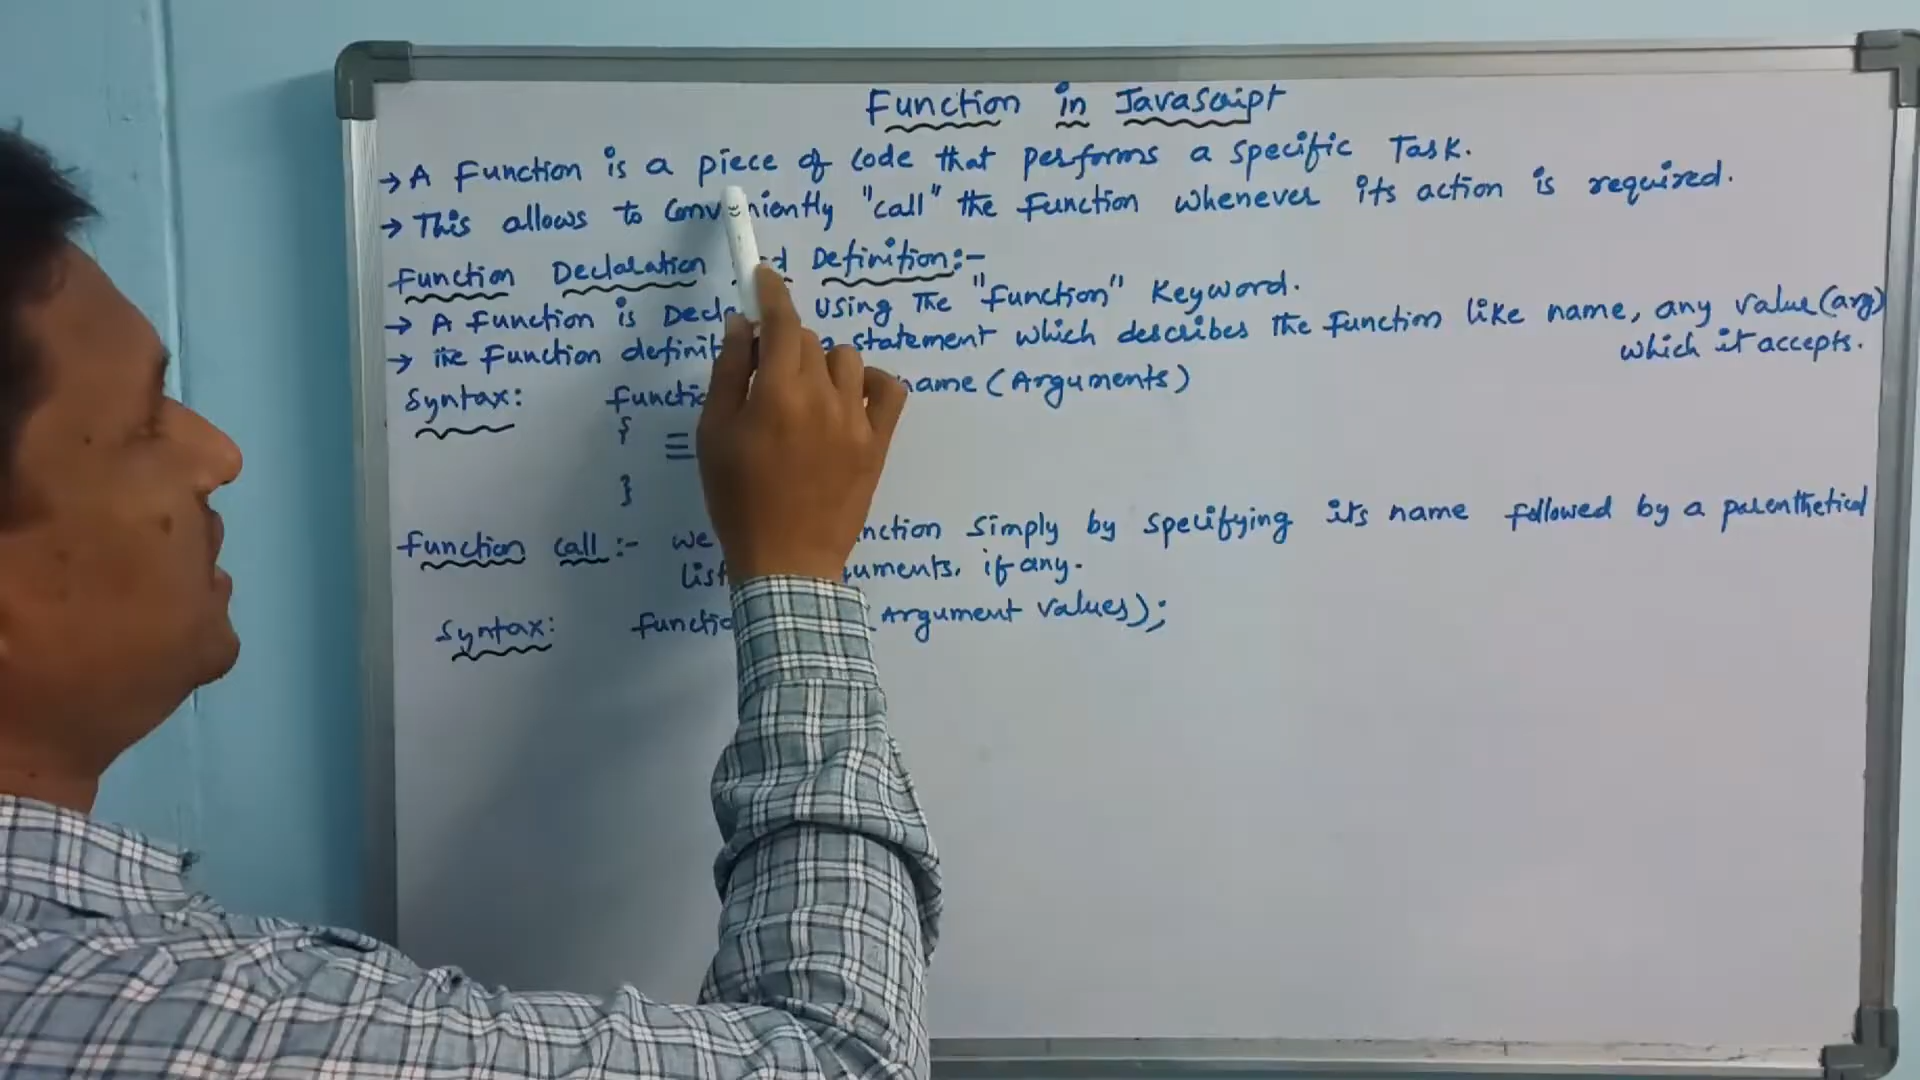 Function in JavaScript
→ A Function is a piece of code that performs a specific Task.
→ This allows to conveniently "call" the Function whenever its action is required.
Function Declaration Definition:-
→ A Function is using The "function" Keyword.
→ Function statement which describes The Function like name, any value (arg)
which it accepts.
Syntax: name (Arguments)
{
}
Function call :- we simply by specifying its name followed by a parenthetical
if any.
Syntax: (Argument values);